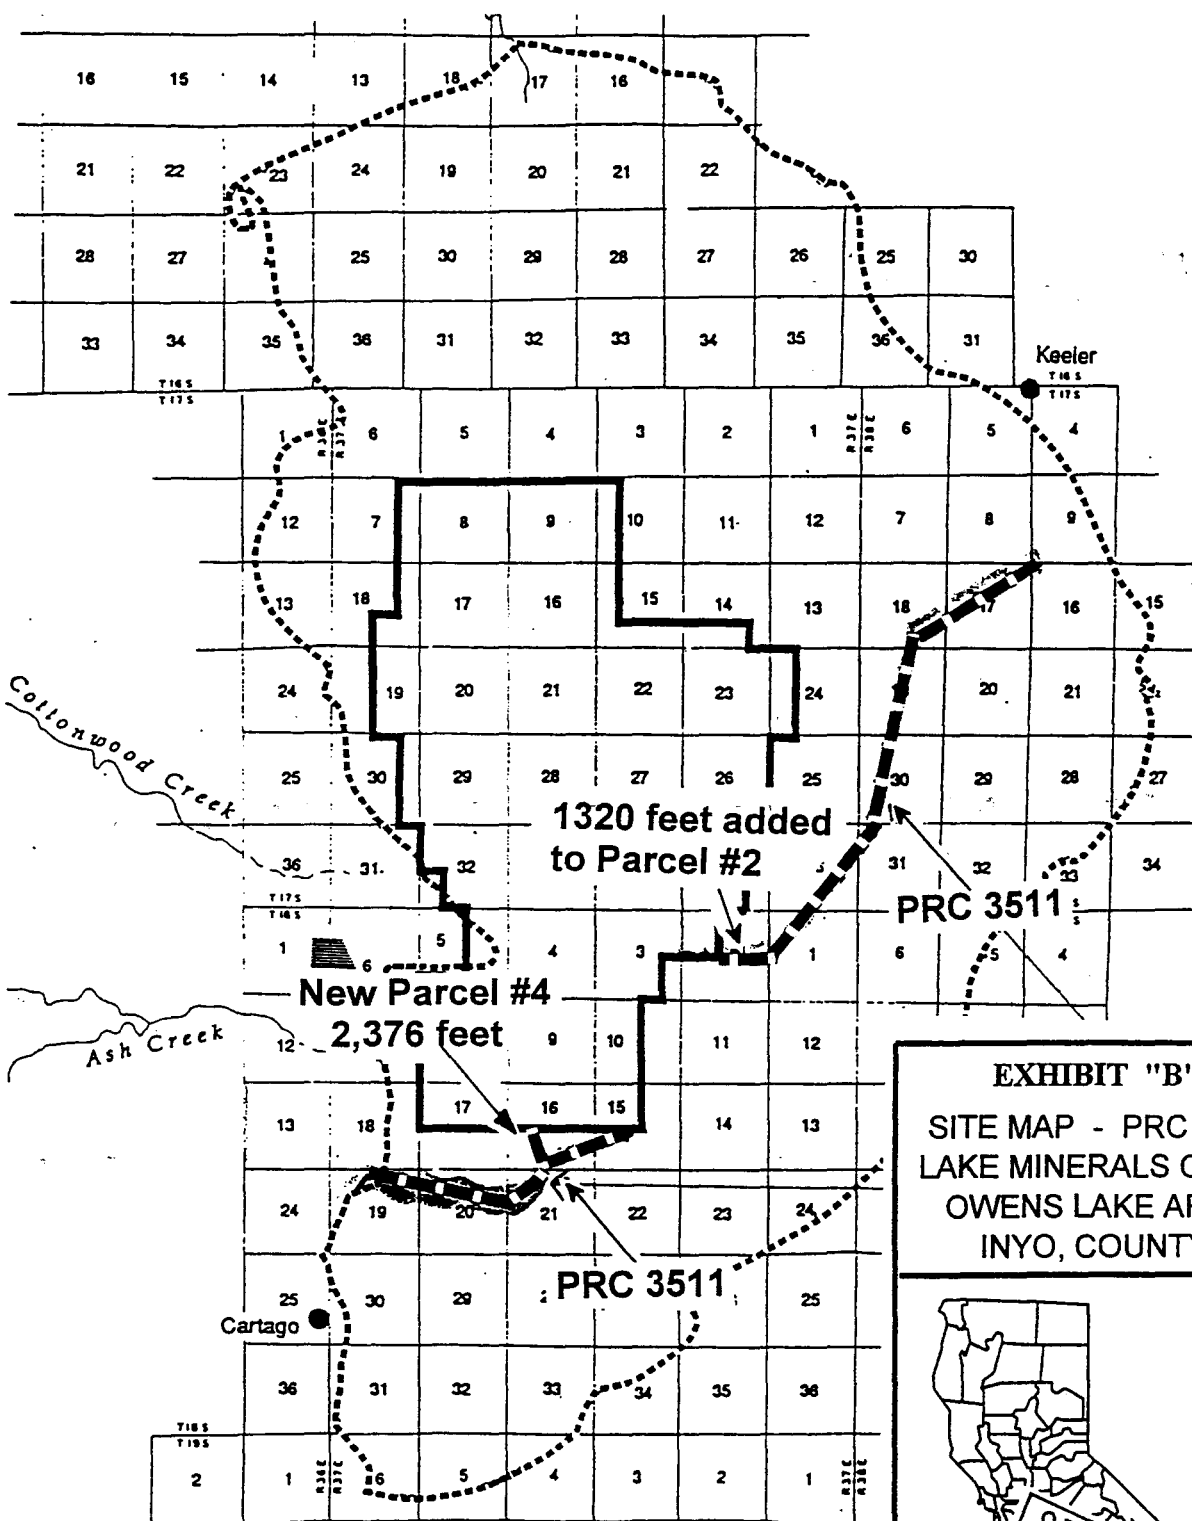 16 15 14 13 18 17 16
21 22 23 24 19 20 21 22
28 27 25 30 29 28 27 26 25 30
33 34 35 36 31 32 33 34 35 36 31
Keeler
T16S
T17S
T16S
T17S
1 R36E R37E 6 5 4 3 2 1 R37E R38E 6 5 4
12 7 8 9 10 11 12 7 8 9
13 18 17 16 15 14 13 18 17 16 15
24 19 20 21 22 23 24 20 21
Cottonwood Creek
25 30 29 28 27 26 25 30 29 28 27
1320 feet added
to Parcel #2
36 31 32 31 32 33 34
PRC 3511
T17S
T18S
1 6 5 4 3 1 6 5 4
New Parcel #4
2,376 feet
Ash Creek
12 9 10 11 12
13 18 17 16 15 14 13
24 19 20 21 22 23 24
PRC 3511
25 30 29 25
Cartago
36 31 32 33 34 35 36
T18S
T19S
2 1 R36E R37E 6 5 4 3 2 1 R37E R38E
EXHIBIT "B"
SITE MAP - PRC
LAKE MINERALS
OWENS LAKE
INYO, COUNTY